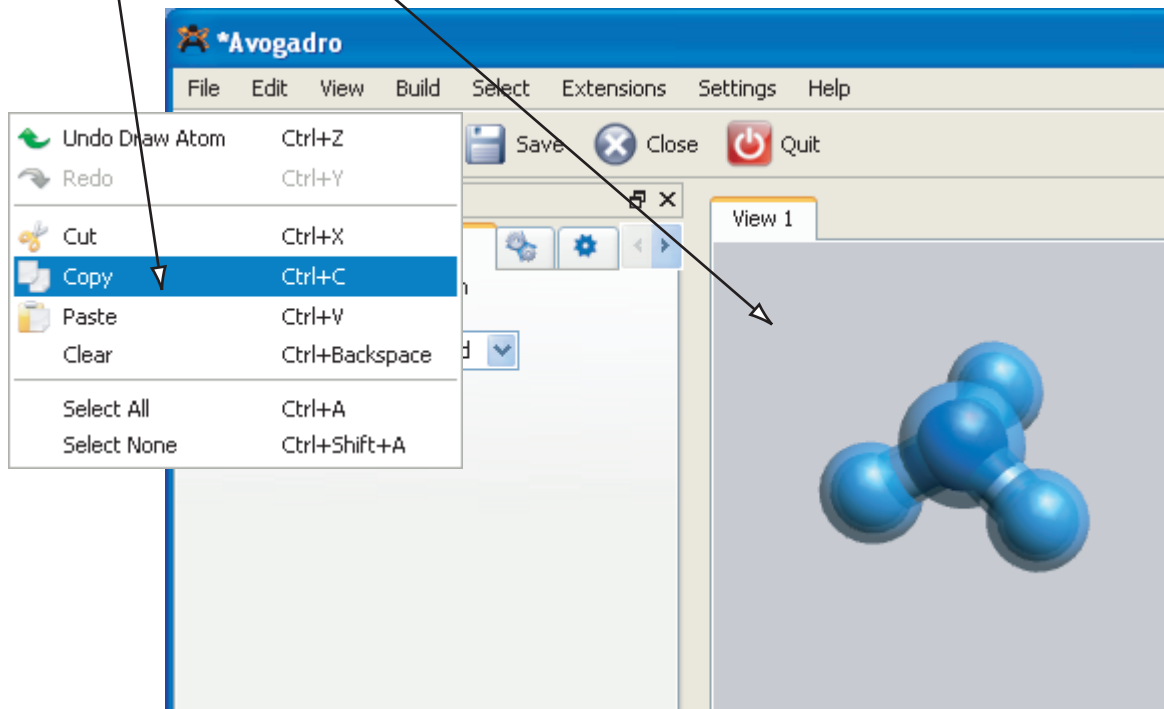 *Avogadro
File Edit View Build Select Extensions Settings Help
Save Close Quit
Undo Draw Atom Ctrl+Z
Redo Ctrl+Y
Cut Ctrl+X
Copy Ctrl+C
Paste Ctrl+V
Clear Ctrl+Backspace
Select All Ctrl+A
Select None Ctrl+Shift+A
View 1